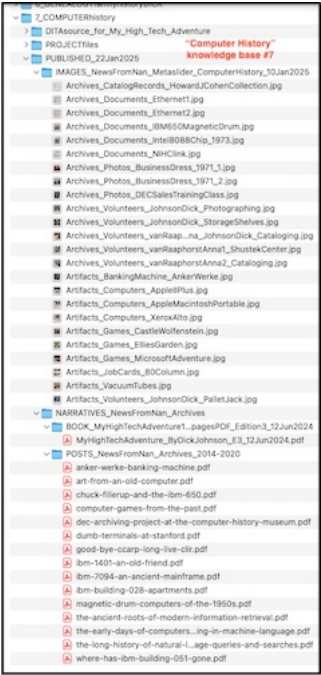 7_COMPUTERhistory
DITAsource_for_My_High_Tech_Adventure
PROJECTfiles
"Computer History"
knowledge base #7
PUBLISHED_22Jan2025
IMAGES_NewsFromNan_Metaslider_ComputerHistory_10Jan2025
Archives_CatalogRecords_HowardJCohenCollection.jpg
Archives_Documents_Ethernet1.jpg
Archives_Documents_Ethernet2.jpg
Archives_Documents_IBM650MagneticDrum.jpg
Archives_Documents_Intel8088Chip_1973.jpg
Archives_Documents_NIHClink.jpg
Archives_Photos_BusinessDress_1971_1.jpg
Archives_Photos_BusinessDress_1971_2.jpg
Archives_Photos_DECSalesTrainingClass.jpg
Archives_Volunteers_JohnsonDick_Photographing.jpg
Archives_Volunteers_JohnsonDick_StorageShelves.jpg
Archives_Volunteers_vanRaap...na_JohnsonDick_Cataloging.jpg
Archives_Volunteers_vanRaaphorstAnna1_ShustekCenter.jpg
Archives_Volunteers_vanRaaphorstAnna2_Cataloging.jpg
Artifacts_BankingMachine_AnkerWerke.jpg
Artifacts_Computers_AppleIIPlus.jpg
Artifacts_Computers_AppleMacintoshPortable.jpg
Artifacts_Computers_XeroxAlto.jpg
Artifacts_Games_CastleWolfenstein.jpg
Artifacts_Games_ElliesGarden.jpg
Artifacts_Games_MicrosoftAdventure.jpg
Artifacts_JobCards_80Column.jpg
Artifacts_VacuumTubes.jpg
Artifacts_Volunteers_JohnsonDick_PalletJack.jpg
NARRATIVES_NewsFromNan_Archives
BOOK_MyHighTechAdventure1...pagesPDF_Edition3_12Jun2024
MyHighTechAdventure_ByDickJohnson_E3_12Jun2024.pdf
POSTS_NewsFromNan_Archives_2014-2020
anker-werke-banking-machine.pdf
art-from-an-old-computer.pdf
chuck-fillerup-and-the-ibm-650.pdf
computer-games-from-the-past.pdf
dec-archiving-project-at-the-computer-history-museum.pdf
dumb-terminals-at-stanford.pdf
good-bye-ccarp-long-live-clir.pdf
ibm-1401-an-old-friend.pdf
ibm-7094-an-ancient-mainframe.pdf
ibm-building-028-apartments.pdf
magnetic-drum-computers-of-the-1950s.pdf
the-ancient-roots-of-modern-information-retrieval.pdf
the-early-days-of-computers...ing-in-machine-language.pdf
the-long-history-of-natural-l...age-queries-and-searches.pdf
where-has-ibm-building-051-gone.pdf